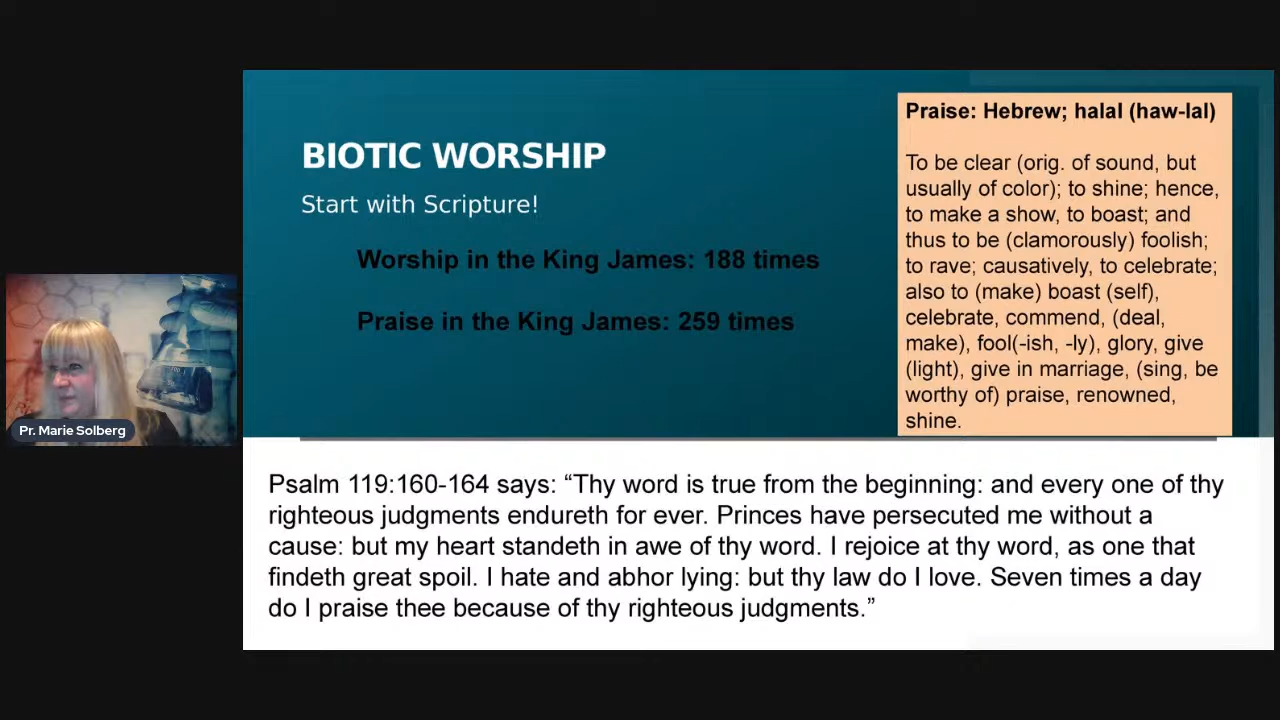 BIOTIC WORSHIP
Start with Scripture!
Worship in the King James: 188 times
Praise in the King James: 259 times
Praise: Hebrew; halal (haw-lal)
To be clear (orig. of sound, but
usually of color); to shine; hence,
to make a show, to boast; and
thus to be (clamorously) foolish;
to rave; causatively, to celebrate;
also to (make) boast (self),
celebrate, commend, (deal,
make), fool(-ish, -ly), glory, give
(light), give in marriage, (sing, be
worthy of) praise, renowned,
shine.
Pr. Marie Solberg
Psalm 119:160-164 says: “Thy word is true from the beginning: and every one of thy
righteous judgments endureth for ever. Princes have persecuted me without a
cause: but my heart standeth in awe of thy word. I rejoice at thy word, as one that
findeth great spoil. I hate and abhor lying: but thy law do I love. Seven times a day
do I praise thee because of thy righteous judgments.”